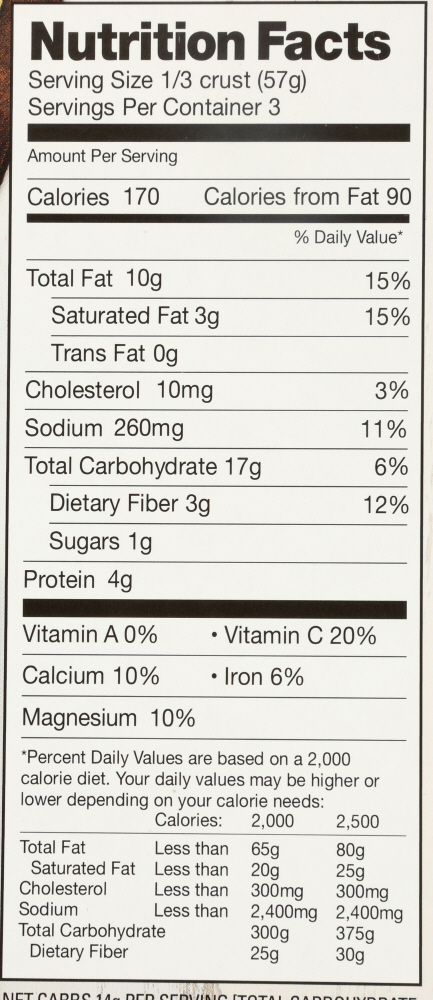 Nutrition Facts
Serving Size 1/3 crust (57g)
Servings Per Container 3
Amount Per Serving
Calories 170 Calories from Fat 90
% Daily Value*
Total Fat 10g 15%
Saturated Fat 3g 15%
Trans Fat 0g
Cholesterol 10mg 3%
Sodium 260mg 11%
Total Carbohydrate 17g 6%
Dietary Fiber 3g 12%
Sugars 1g
Protein 4g
Vitamin A 0% • Vitamin C 20%
Calcium 10% • Iron 6%
Magnesium 10%
*Percent Daily Values are based on a 2,000
calorie diet. Your daily values may be higher or
lower depending on your calorie needs:
Calories: 2,000 2,500
Total Fat Less than 65g 80g
Saturated Fat Less than 20g 25g
Cholesterol Less than 300mg 300mg
Sodium Less than 2,400mg 2,400mg
Total Carbohydrate 300g 375g
Dietary Fiber 25g 30g
NET CARBS 14g PER SERVING [TOTAL CARBOHYDRATE